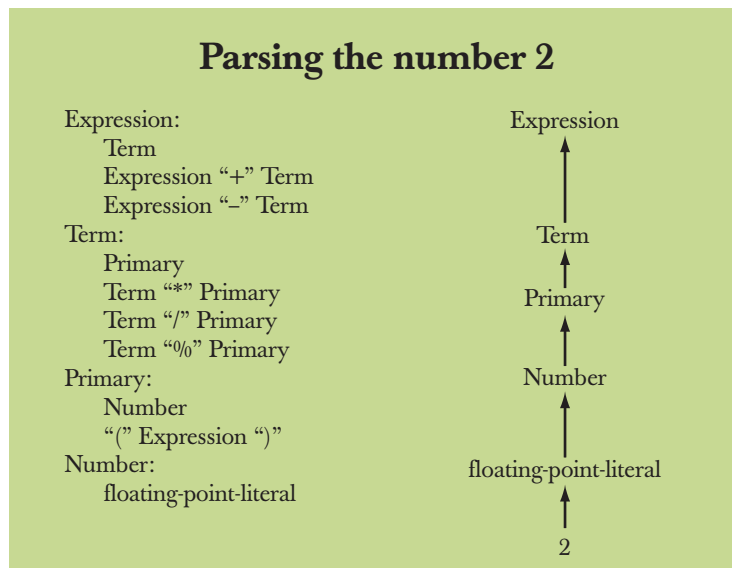 Parsing the number 2
Expression:
Term
Expression “+” Term
Expression “–” Term
Term:
Primary
Term “*” Primary
Term “/” Primary
Term “%” Primary
Primary:
Number
“(” Expression “)”
Number:
floating-point-literal
Expression
Term
Primary
Number
floating-point-literal
2